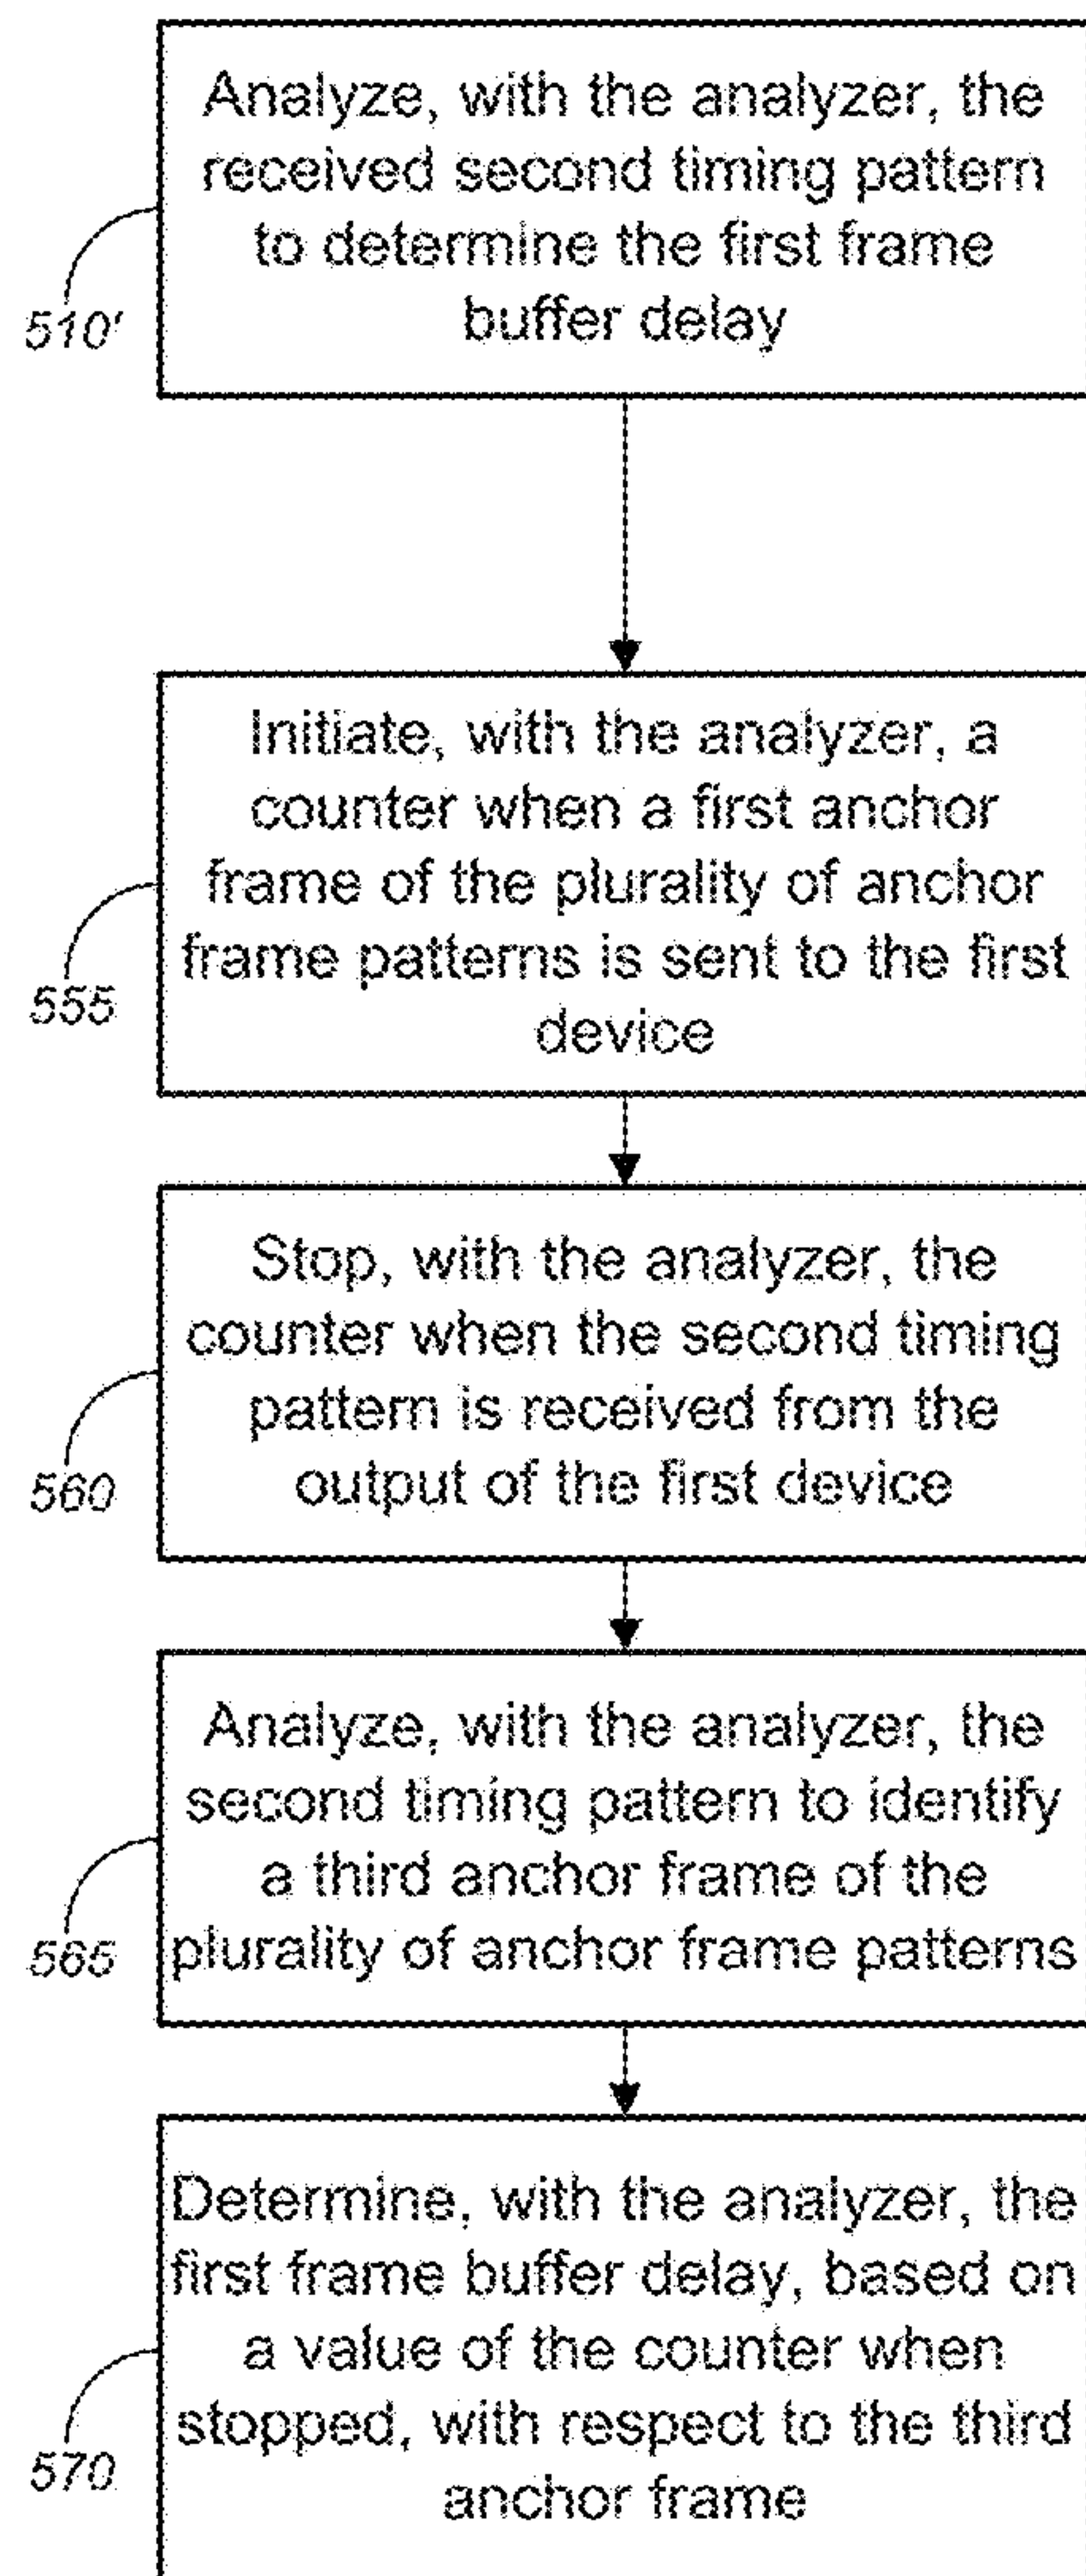 Analyze, with the analyzer, the
received second timing pattern
to determine the first frame
buffer delay
510'
Initiate, with the analyzer, a
counter when a first anchor
frame of the plurality of anchor
frame patterns is sent to the first
device
555
Stop, with the analyzer, the
counter when the second timing
pattern is received from the
output of the first device
560
Analyze, with the analyzer, the
second timing pattern to identify
a third anchor frame of the
plurality of anchor frame patterns
565
Determine, with the analyzer, the
first frame buffer delay, based on
a value of the counter when
stopped, with respect to the third
anchor frame
570